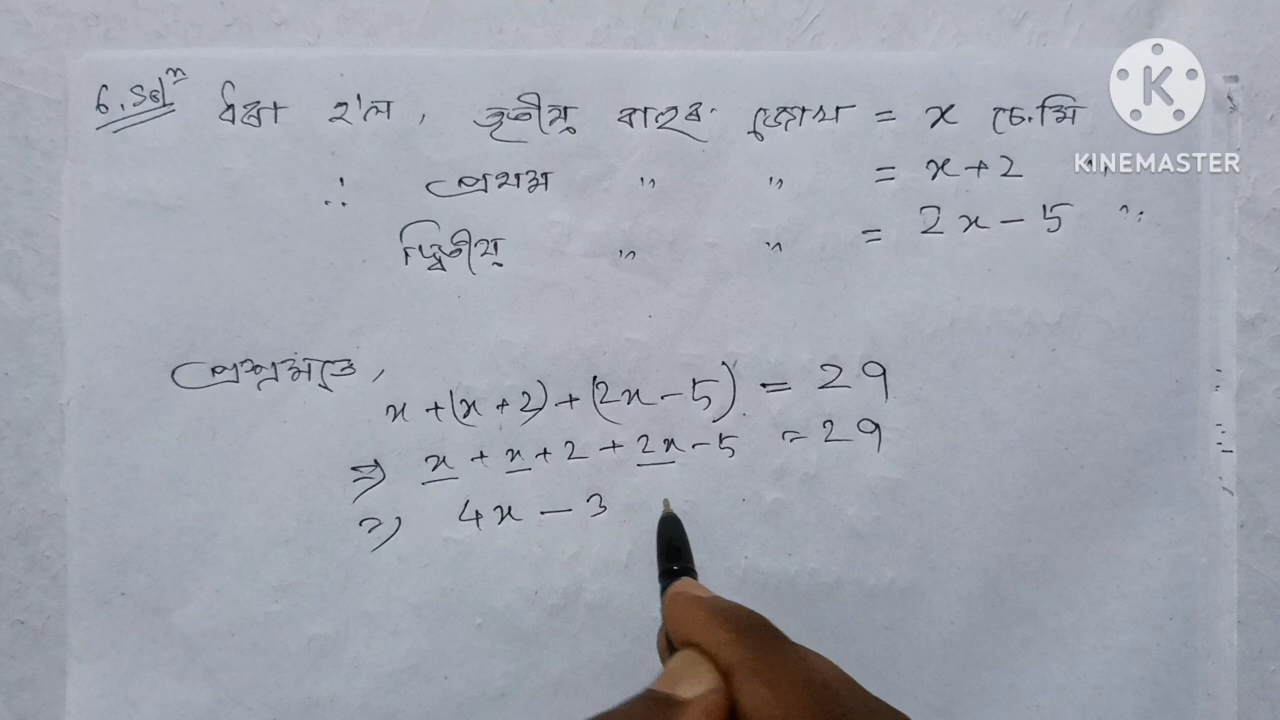 6. Solⁿ ধৰা হ'ল, তৃতীয় বাহুৰ জোখ = x চে.মি
∴ প্ৰথম " " = x+2 "
দ্বিতীয় " " = 2x-5 "
প্ৰশ্নমতে,
x+(x+2)+(2x-5) = 29
⇒ x + x + 2 + 2x - 5 = 29
⇒ 4x - 3
K
KINEMASTER